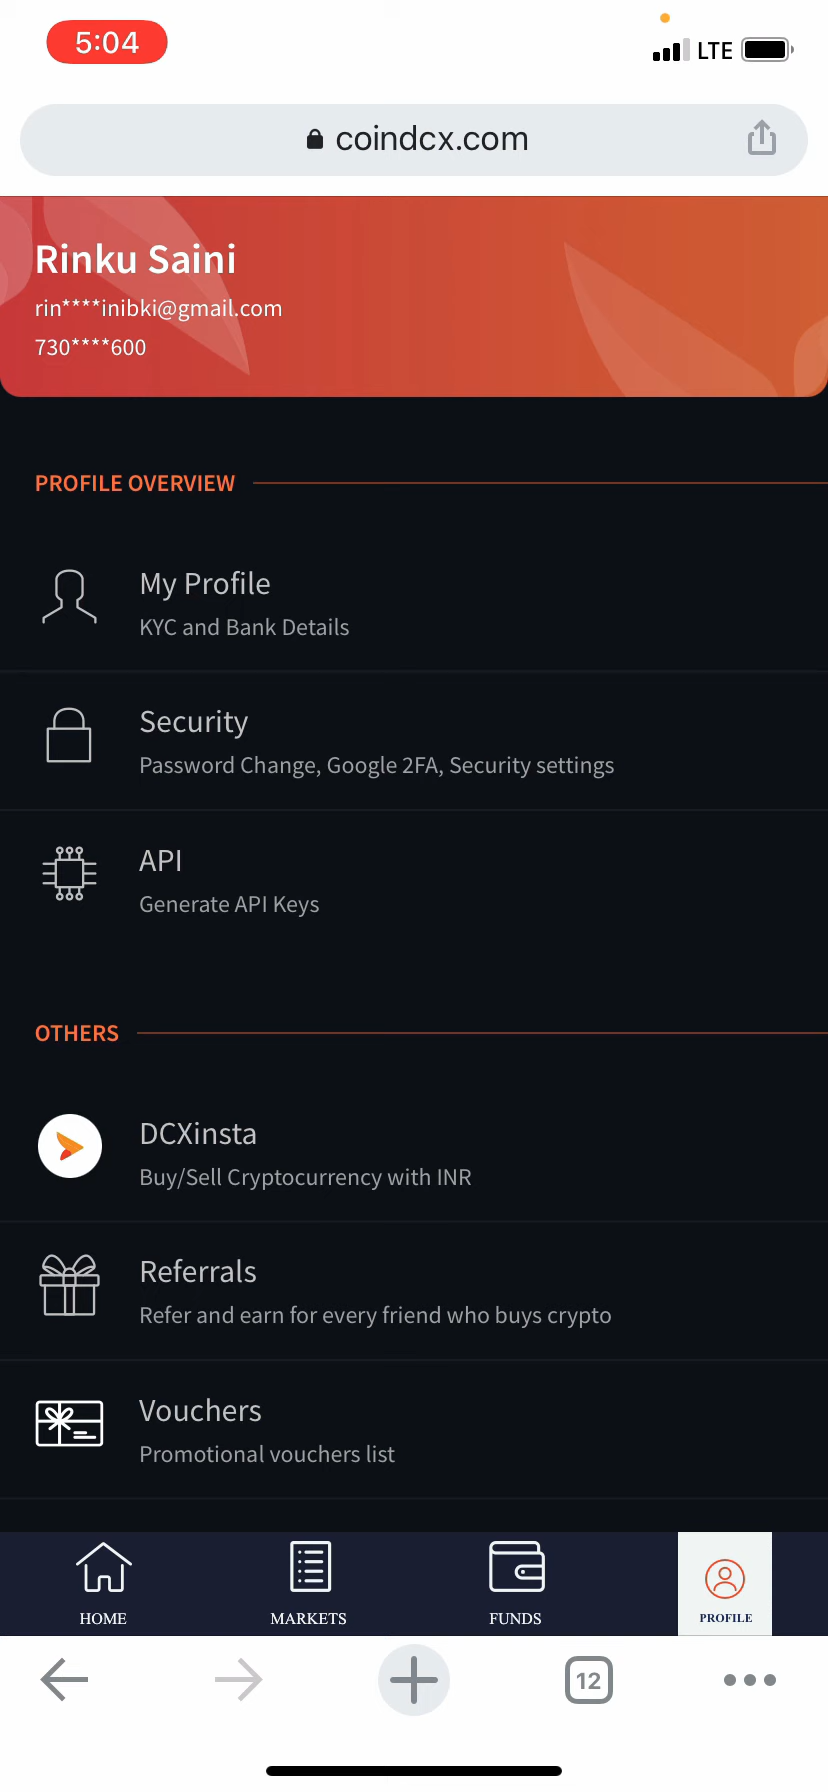 5:04
LTE
coindcx.com
Rinku Saini
rin****inibki@gmail.com
730****600
PROFILE OVERVIEW
My Profile
KYC and Bank Details
Security
Password Change, Google 2FA, Security settings
API
Generate API Keys
OTHERS
DCXinsta
Buy/Sell Cryptocurrency with INR
Referrals
Refer and earn for every friend who buys crypto
Vouchers
Promotional vouchers list
HOME MARKETS FUNDS PROFILE
12